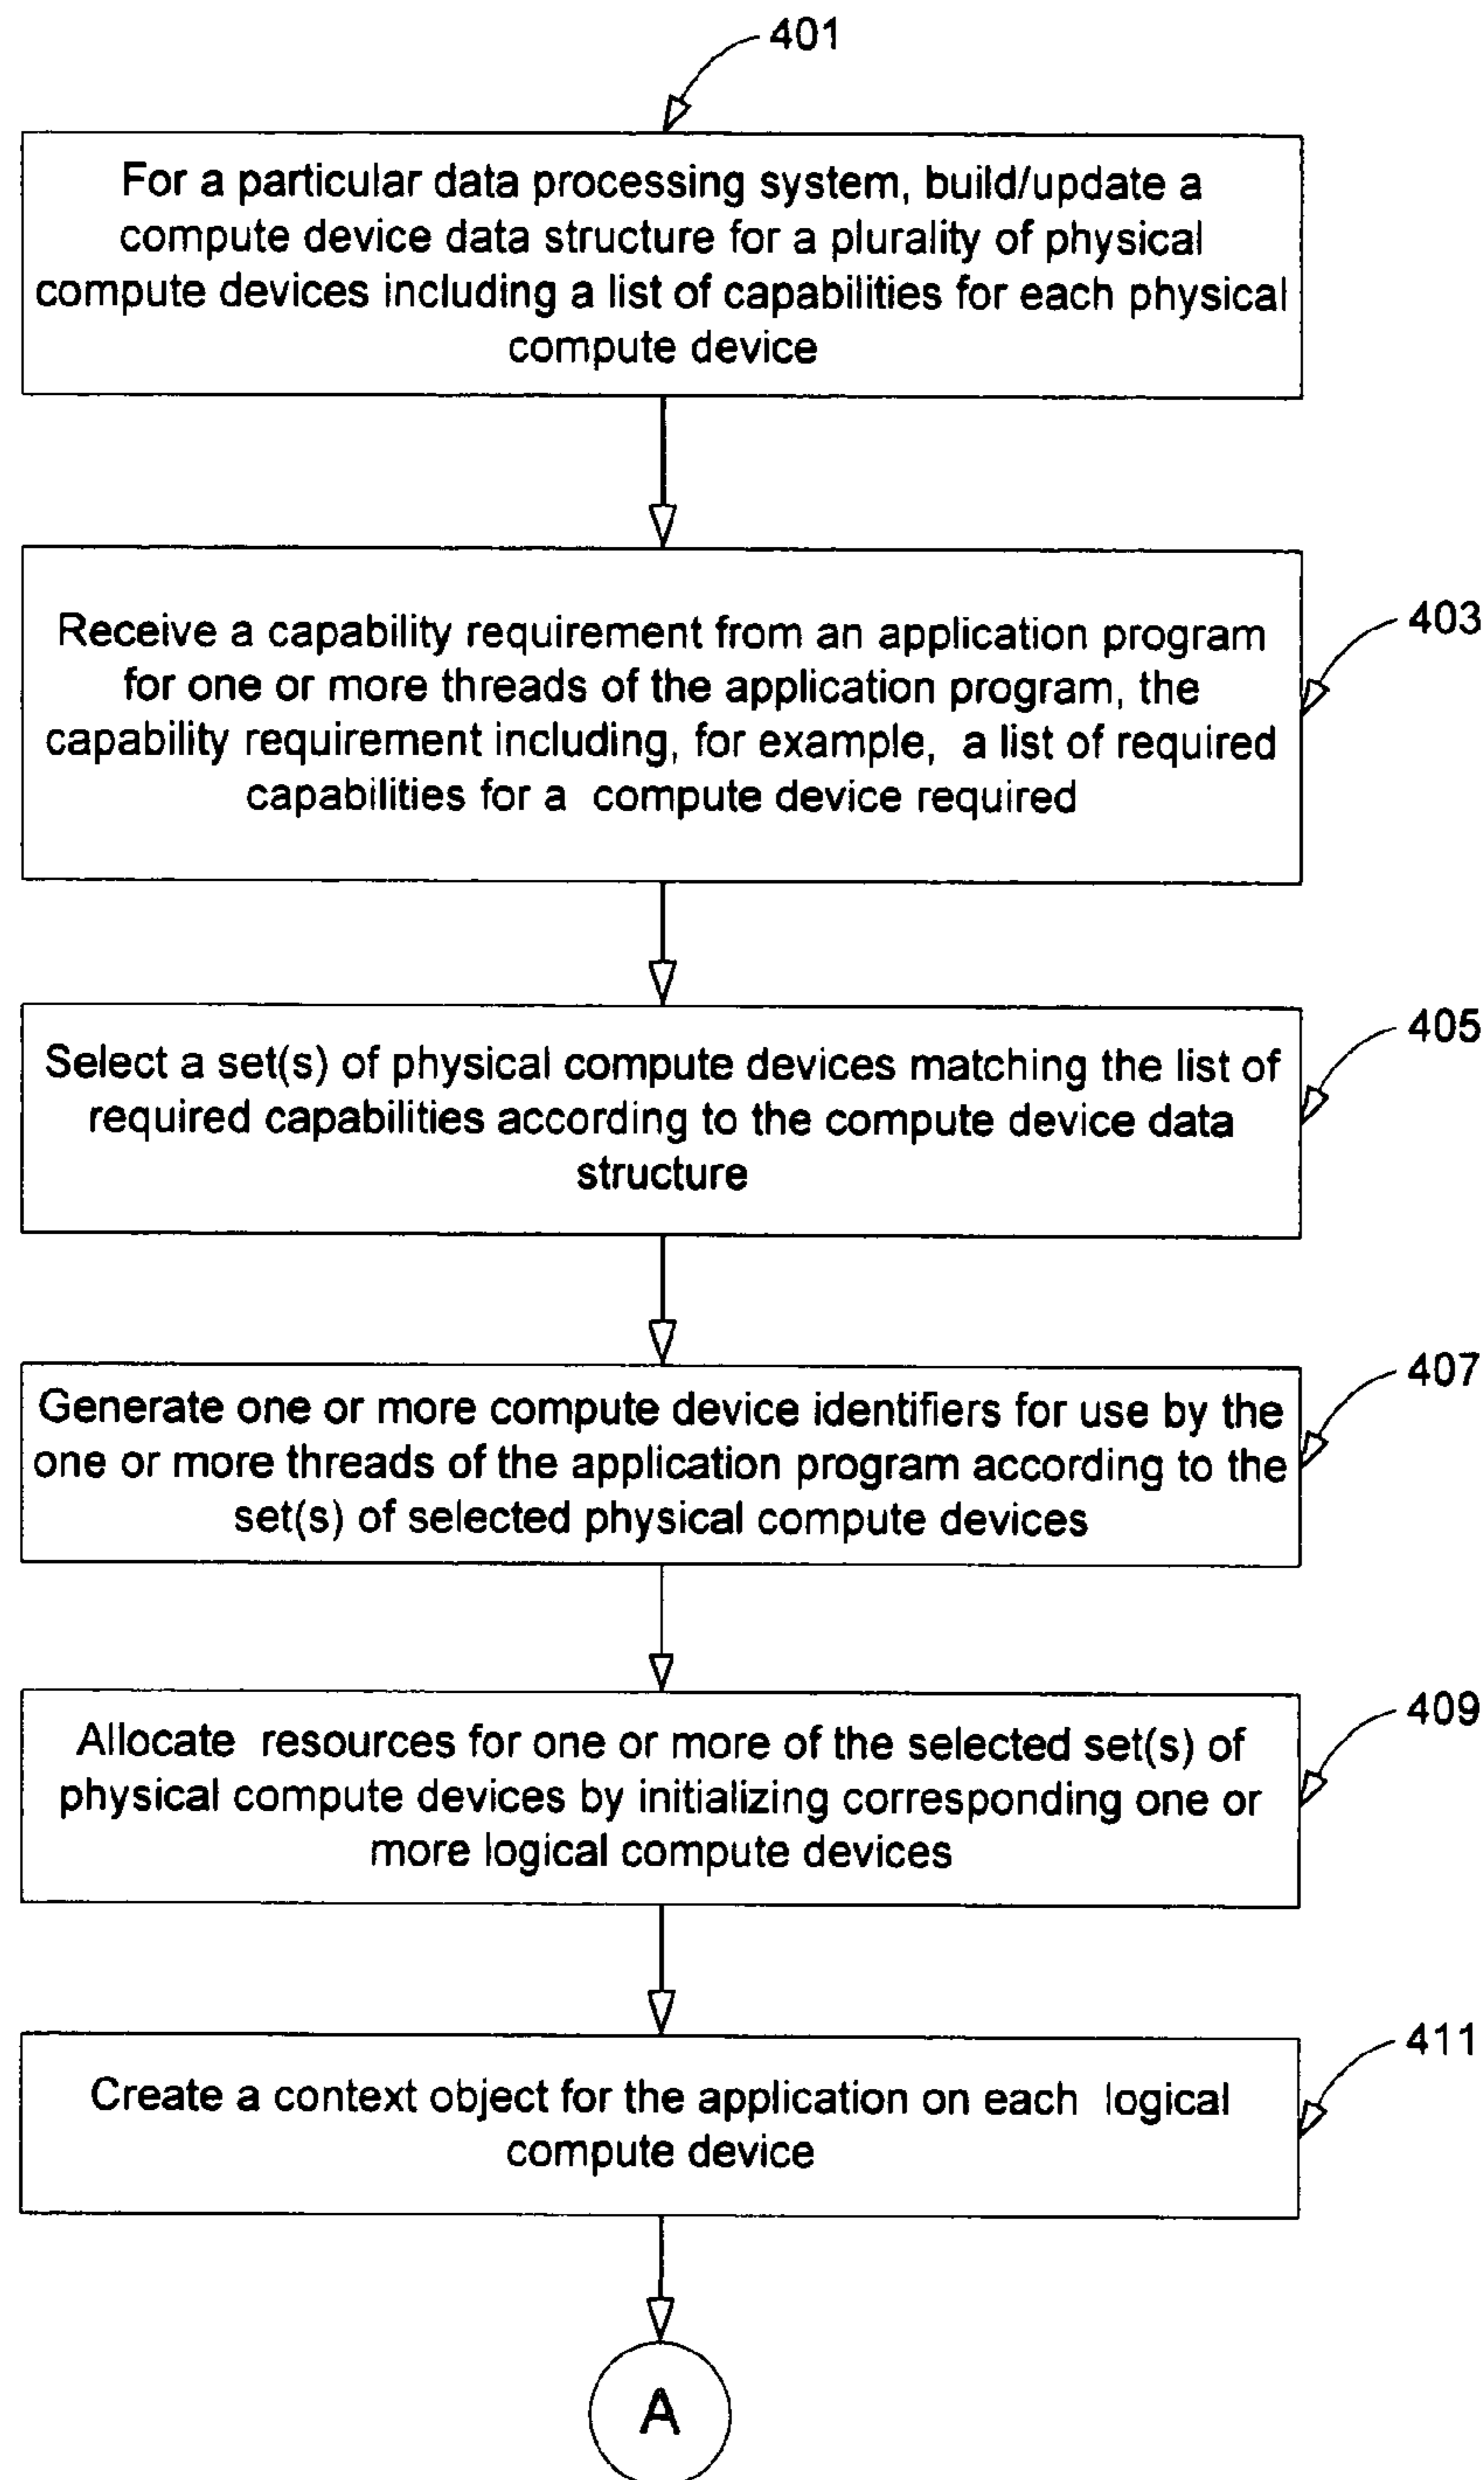 401
For a particular data processing system, build/update a
compute device data structure for a plurality of physical
compute devices including a list of capabilities for each physical
compute device
403
Receive a capability requirement from an application program
for one or more threads of the application program, the
capability requirement including, for example, a list of required
capabilities for a compute device required
405
Select a set(s) of physical compute devices matching the list of
required capabilities according to the compute device data
structure
407
Generate one or more compute device identifiers for use by the
one or more threads of the application program according to the
set(s) of selected physical compute devices
409
Allocate resources for one or more of the selected set(s) of
physical compute devices by initializing corresponding one or
more logical compute devices
411
Create a context object for the application on each logical
compute device
A